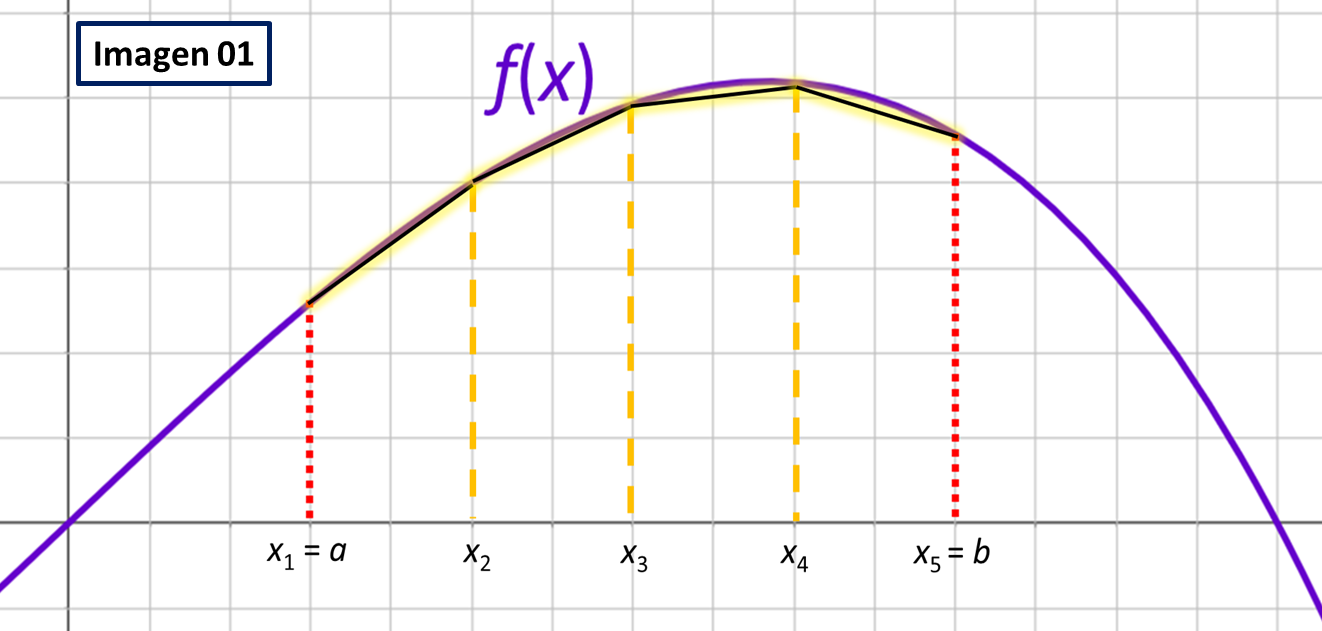 Imagen 01
f(x)
x₁ = a
x₂
x₃
x₄
x₅ = b